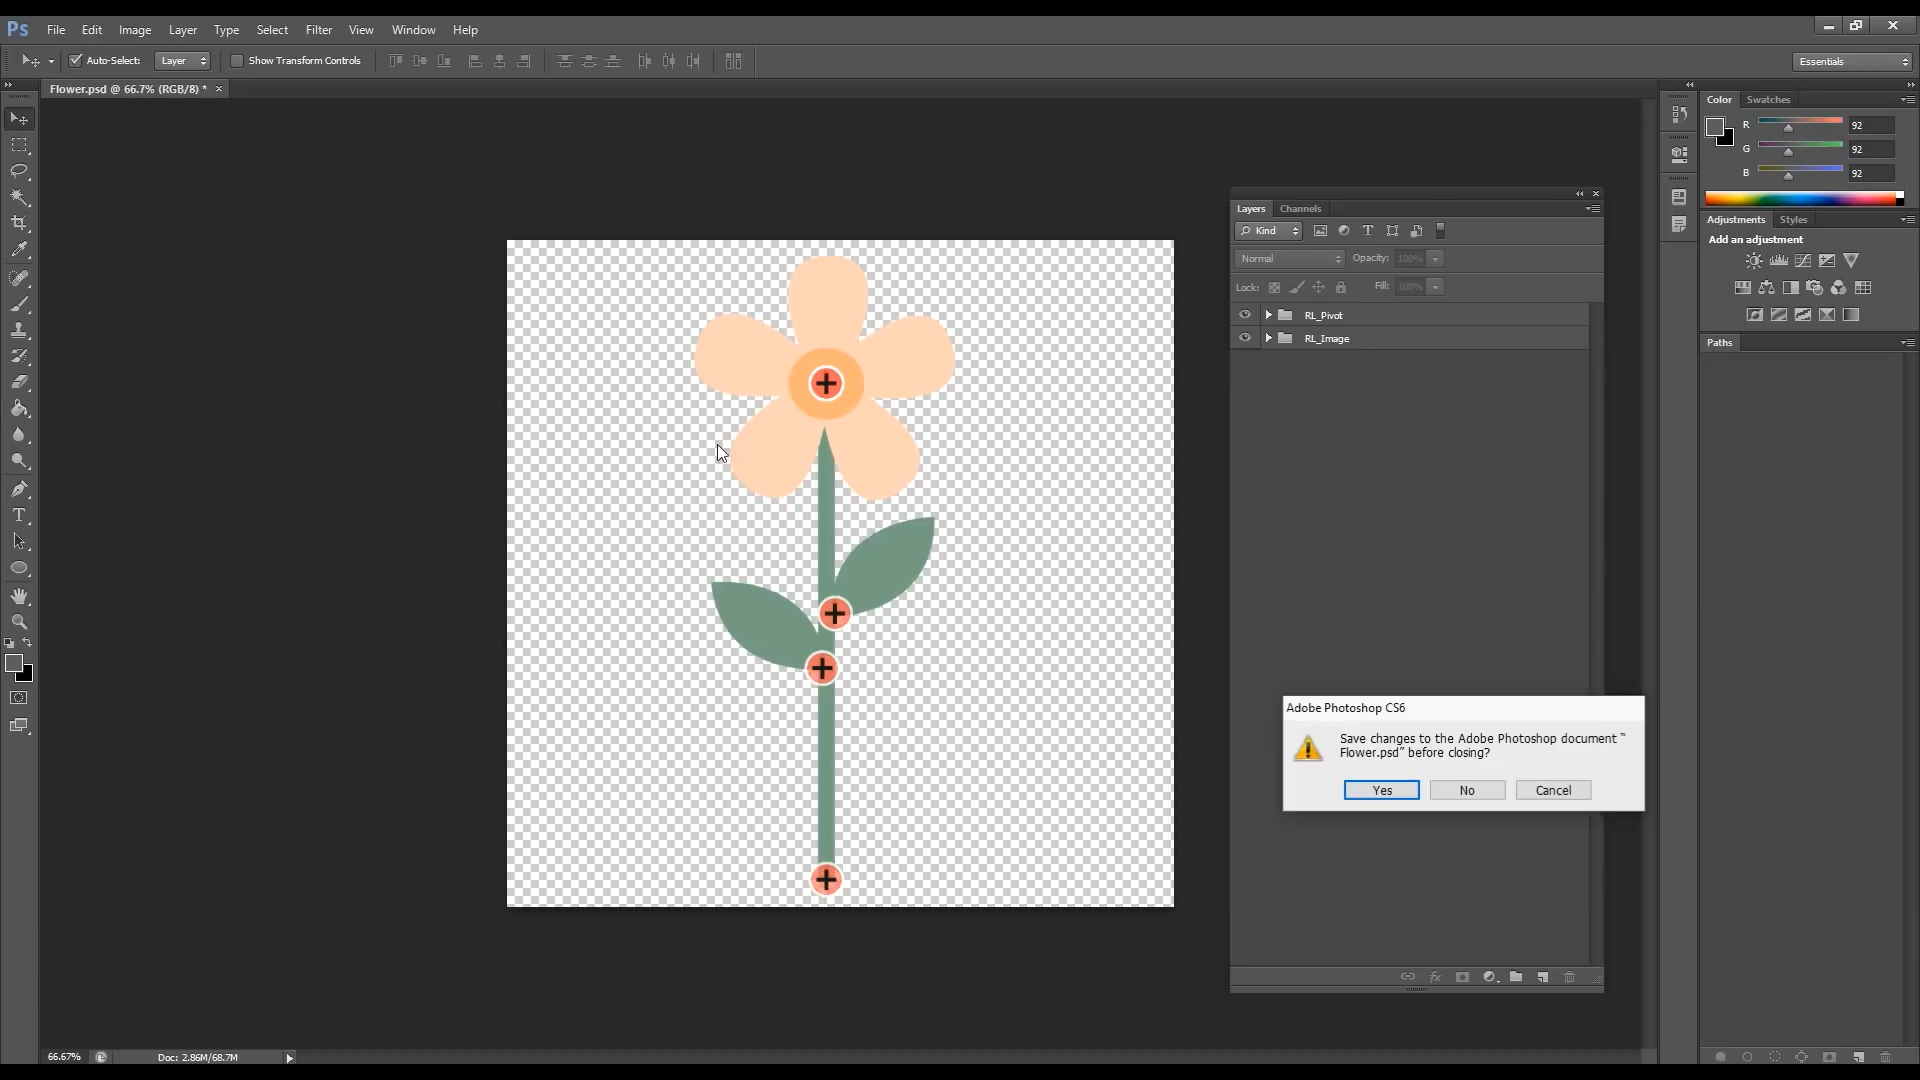 Ps File Edit Image Layer Type Select Filter View Window Help
Auto-Select: Layer Show Transform Controls Essentials
Flower.psd @ 66.7% (RGB/8) * ×
Color Swatches
R 92
G 92
B 92
Layers Channels
Kind
Normal Opacity: 100%
Lock: Fill: 100%
RL_Pivot
RL_Image
Adjustments Styles
Add an adjustment
Paths
Adobe Photoshop CS6
Save changes to the Adobe Photoshop document “
Flower.psd” before closing?
Yes No Cancel
66.67% Doc: 2.86M/68.7M